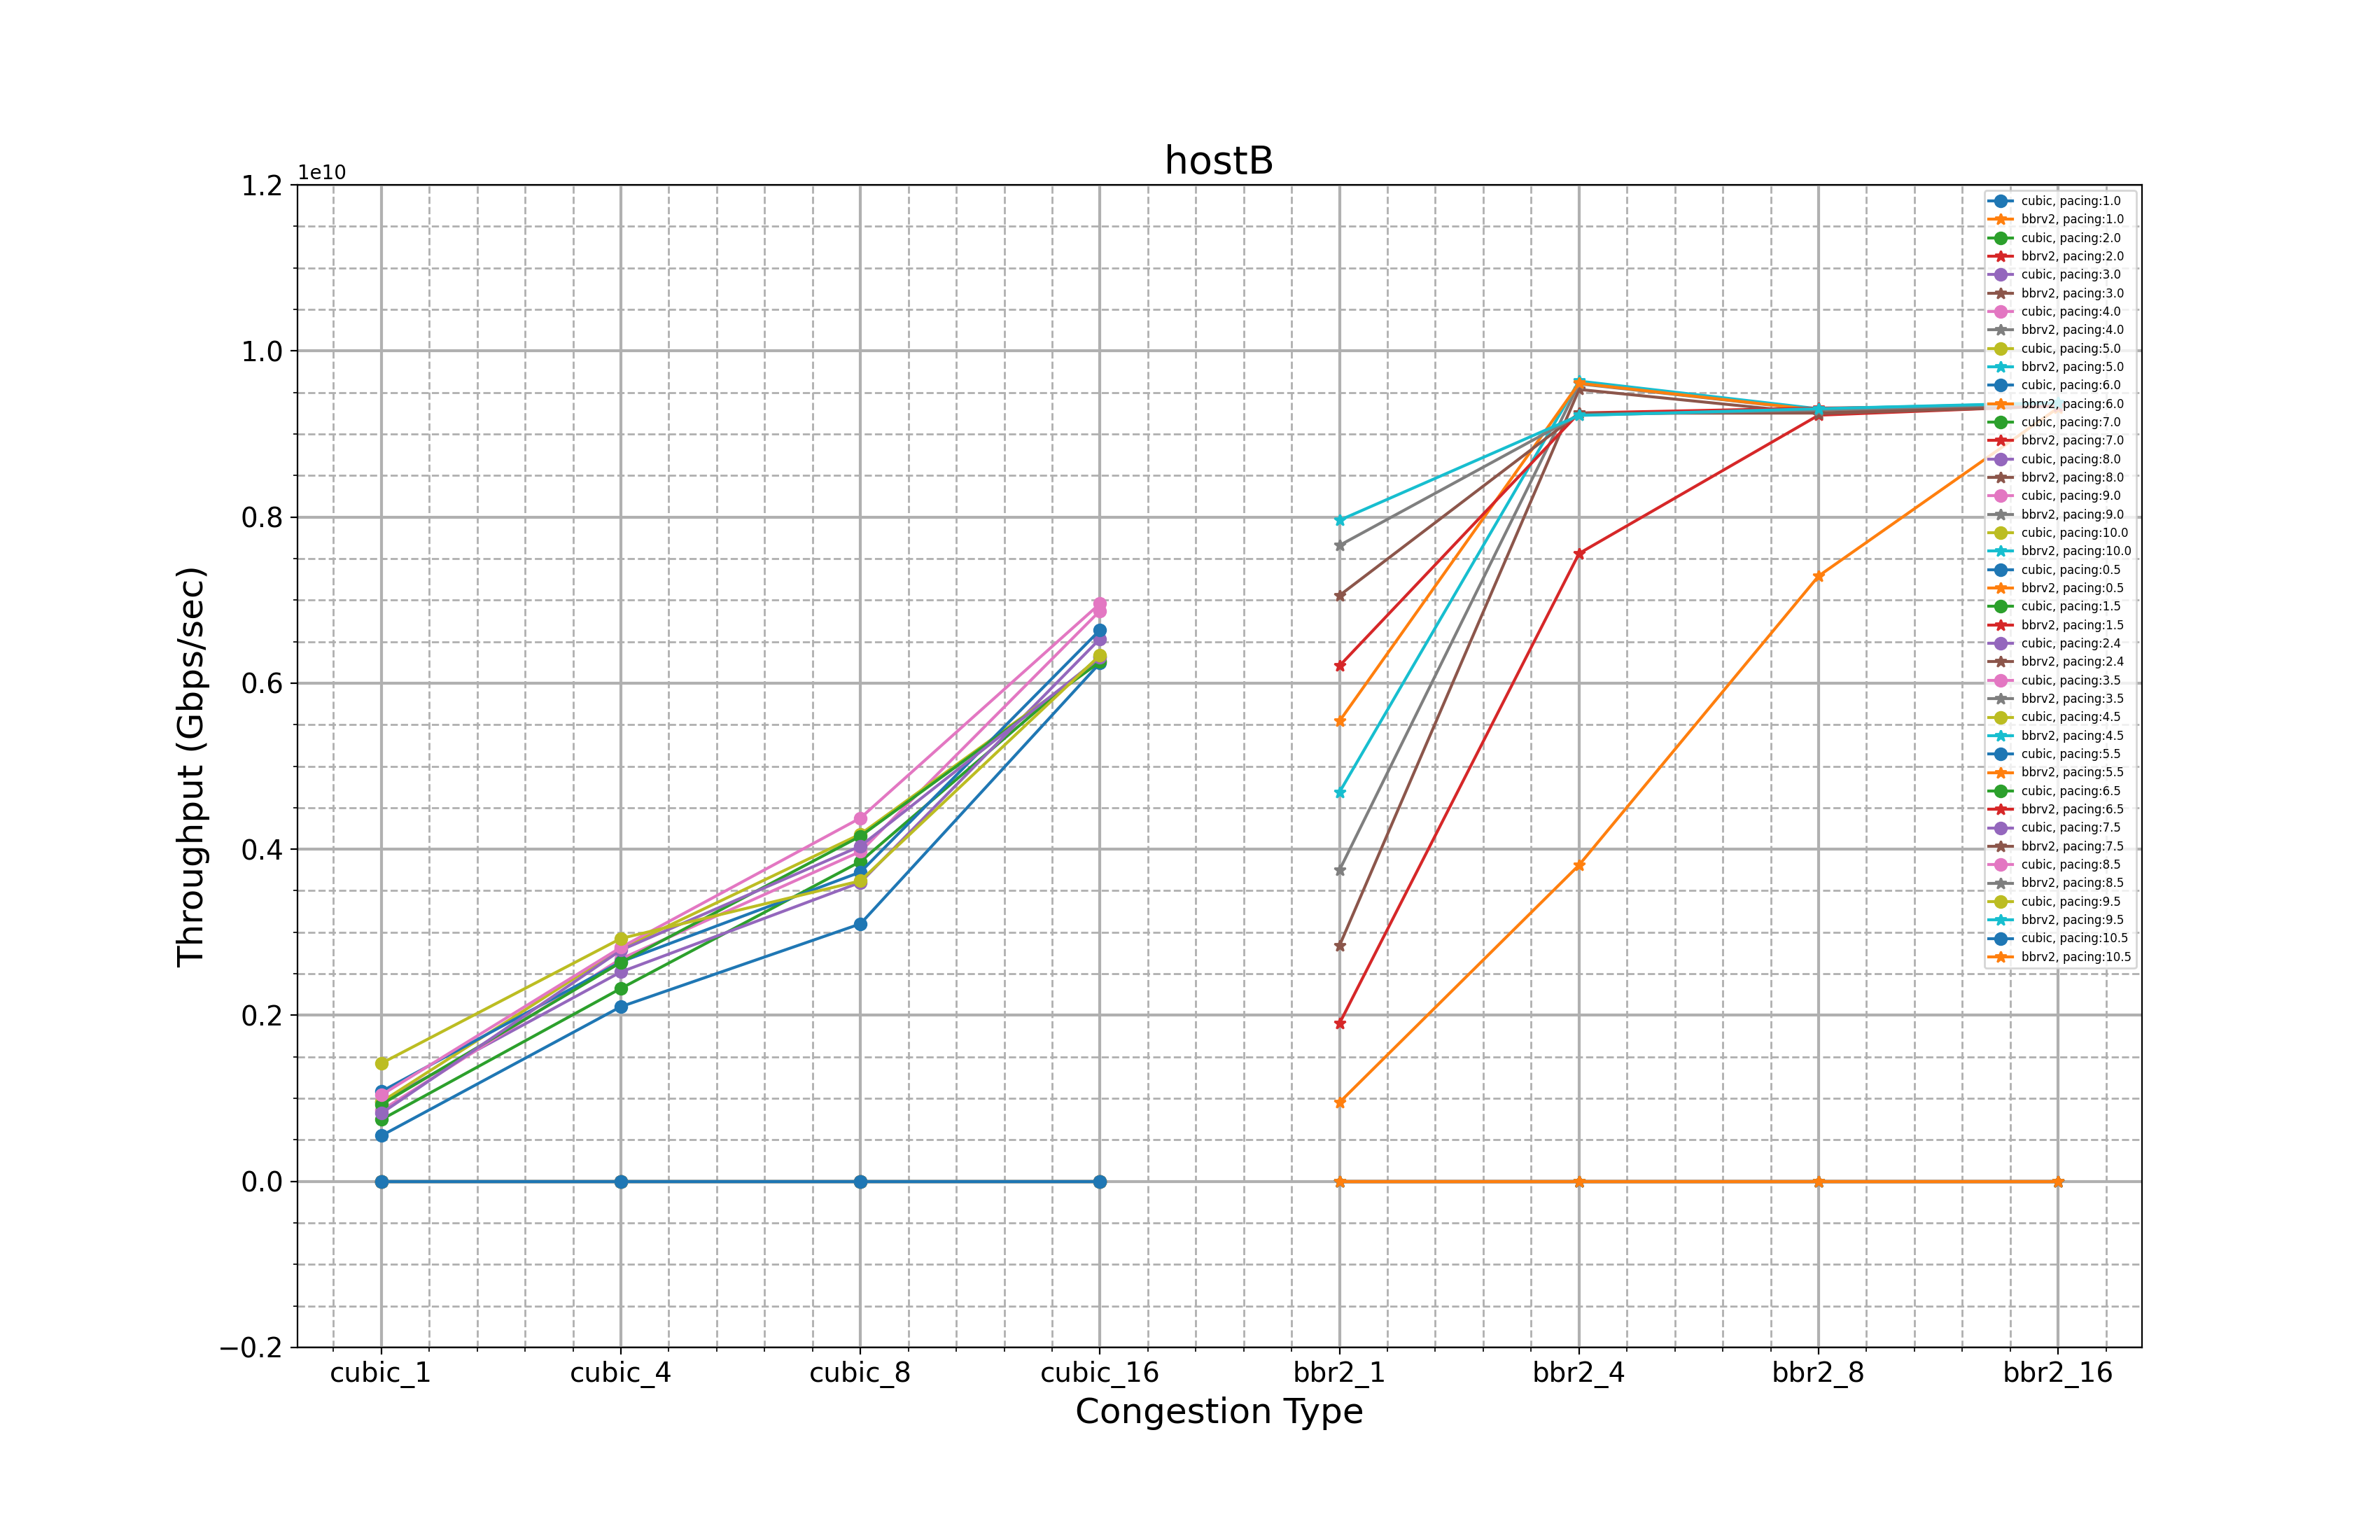 hostB
1e10
1.2
1.0
0.8
0.6
0.4
0.2
0.0
−0.2
Throughput (Gbps/sec)
cubic_1 cubic_4 cubic_8 cubic_16 bbr2_1 bbr2_4 bbr2_8 bbr2_16
Congestion Type
cubic, pacing:1.0
bbrv2, pacing:1.0
cubic, pacing:2.0
bbrv2, pacing:2.0
cubic, pacing:3.0
bbrv2, pacing:3.0
cubic, pacing:4.0
bbrv2, pacing:4.0
cubic, pacing:5.0
bbrv2, pacing:5.0
cubic, pacing:6.0
bbrv2, pacing:6.0
cubic, pacing:7.0
bbrv2, pacing:7.0
cubic, pacing:8.0
bbrv2, pacing:8.0
cubic, pacing:9.0
bbrv2, pacing:9.0
cubic, pacing:10.0
bbrv2, pacing:10.0
cubic, pacing:0.5
bbrv2, pacing:0.5
cubic, pacing:1.5
bbrv2, pacing:1.5
cubic, pacing:2.4
bbrv2, pacing:2.4
cubic, pacing:3.5
bbrv2, pacing:3.5
cubic, pacing:4.5
bbrv2, pacing:4.5
cubic, pacing:5.5
bbrv2, pacing:5.5
cubic, pacing:6.5
bbrv2, pacing:6.5
cubic, pacing:7.5
bbrv2, pacing:7.5
cubic, pacing:8.5
bbrv2, pacing:8.5
cubic, pacing:9.5
bbrv2, pacing:9.5
cubic, pacing:10.5
bbrv2, pacing:10.5